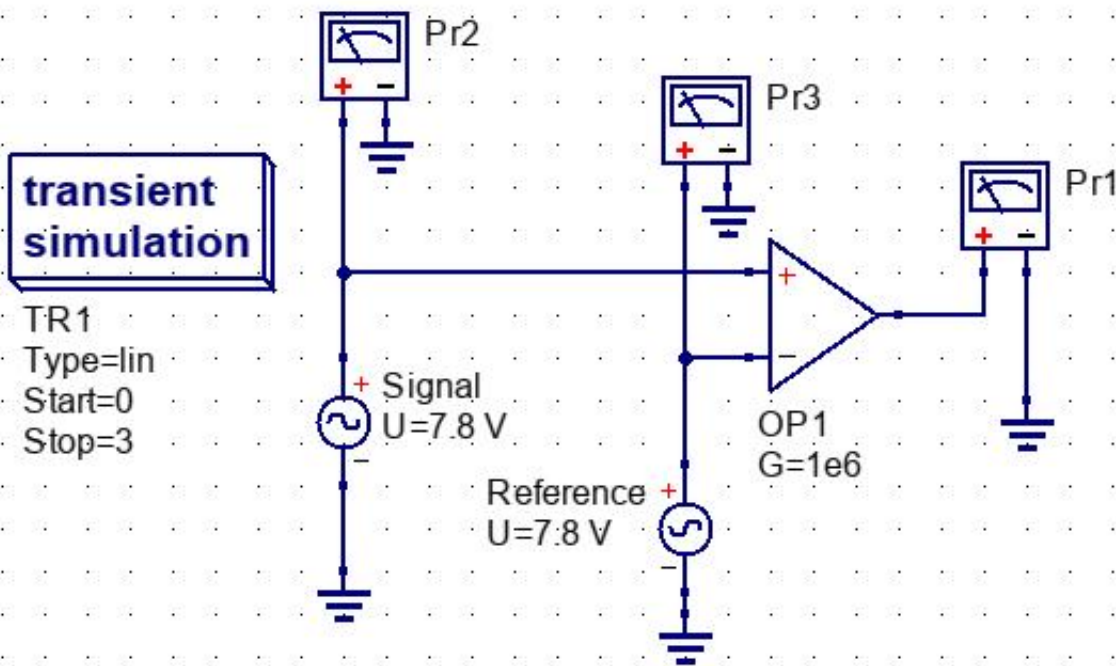 Pr2
Pr3
Pr1
transient
simulation
TR1
Type=lin
Start=0
Stop=3
+ −
+ −
+ −
+
−
+
Signal
U=7.8 V
−
OP1
G=1e6
Reference +
U=7.8 V
−